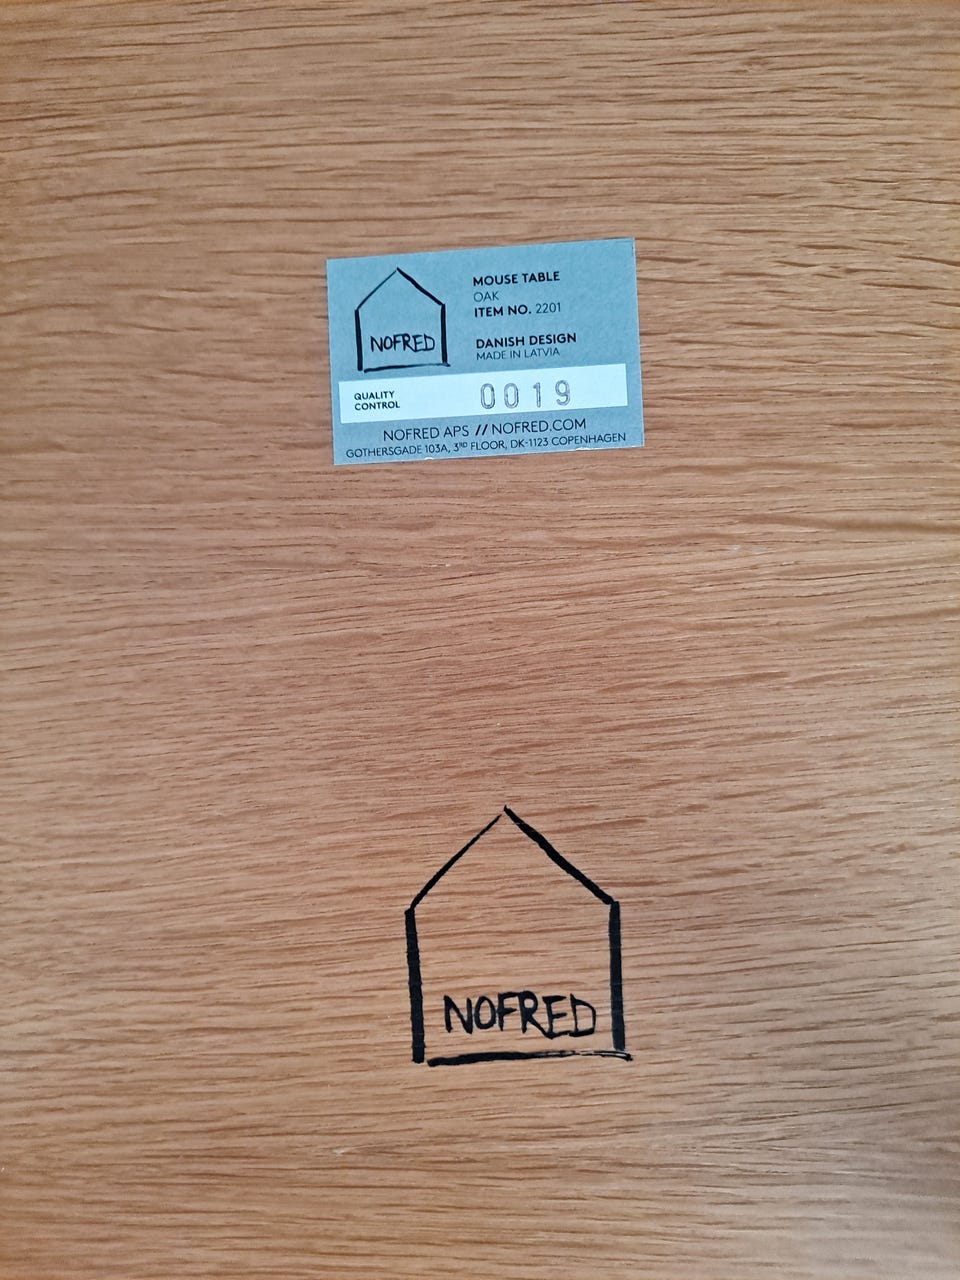 NOFRED
MOUSE TABLE
OAK
ITEM NO. 2201
DANISH DESIGN
MADE IN LATVIA
QUALITY
CONTROL
0019
NOFRED APS // NOFRED.COM
GOTHERSGADE 103A, 3RD FLOOR, DK-1123 COPENHAGEN
NOFRED